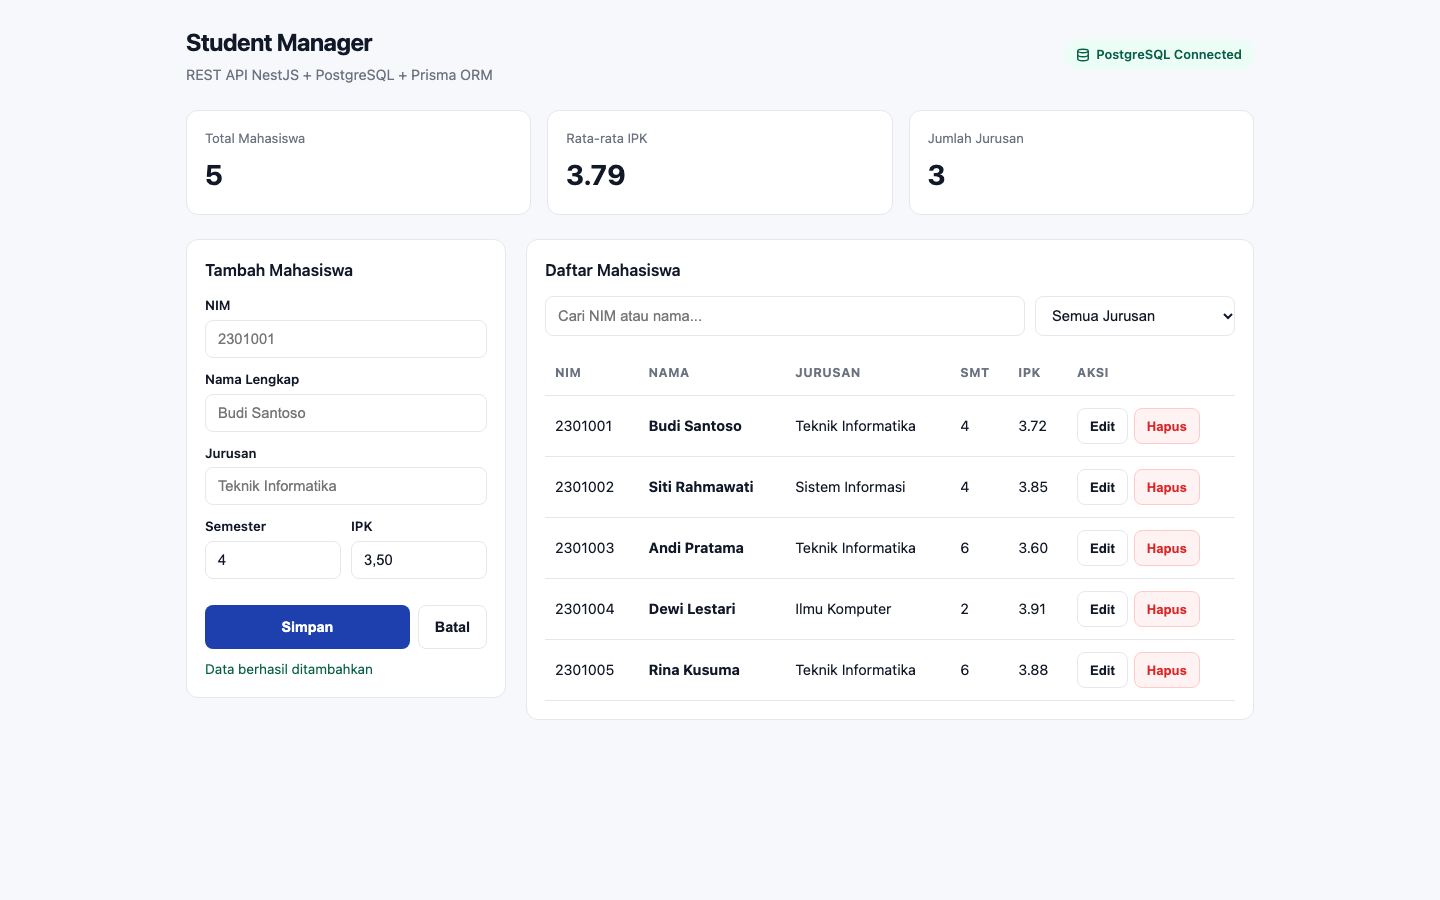 Student Manager
REST API NestJS + PostgreSQL + Prisma ORM
PostgreSQL Connected
Total Mahasiswa
5
Rata-rata IPK
3.79
Jumlah Jurusan
3
Tambah Mahasiswa
NIM
2301001
Nama Lengkap
Budi Santoso
Jurusan
Teknik Informatika
Semester IPK
4 3,50
Simpan Batal
Data berhasil ditambahkan
Daftar Mahasiswa
Cari NIM atau nama... Semua Jurusan
NIM NAMA JURUSAN SMT IPK AKSI
2301001 Budi Santoso Teknik Informatika 4 3.72 Edit Hapus
2301002 Siti Rahmawati Sistem Informasi 4 3.85 Edit Hapus
2301003 Andi Pratama Teknik Informatika 6 3.60 Edit Hapus
2301004 Dewi Lestari Ilmu Komputer 2 3.91 Edit Hapus
2301005 Rina Kusuma Teknik Informatika 6 3.88 Edit Hapus